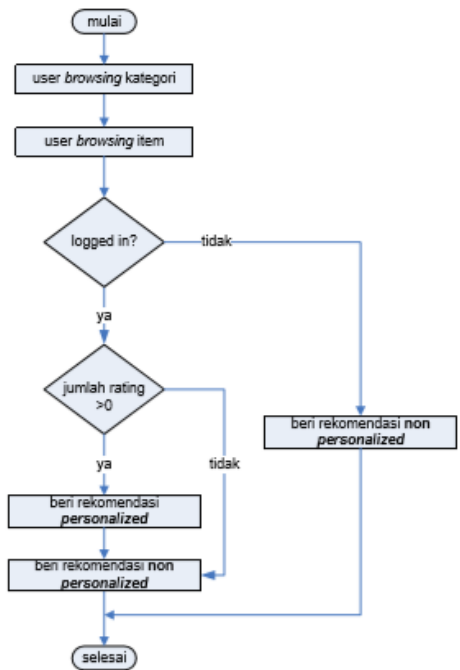 mulai
user browsing kategori
user browsing item
logged in?
tidak
ya
jumlah rating
>0
beri rekomendasi non
personalized
ya
tidak
beri rekomendasi
personalized
beri rekomendasi non
personalized
selesai